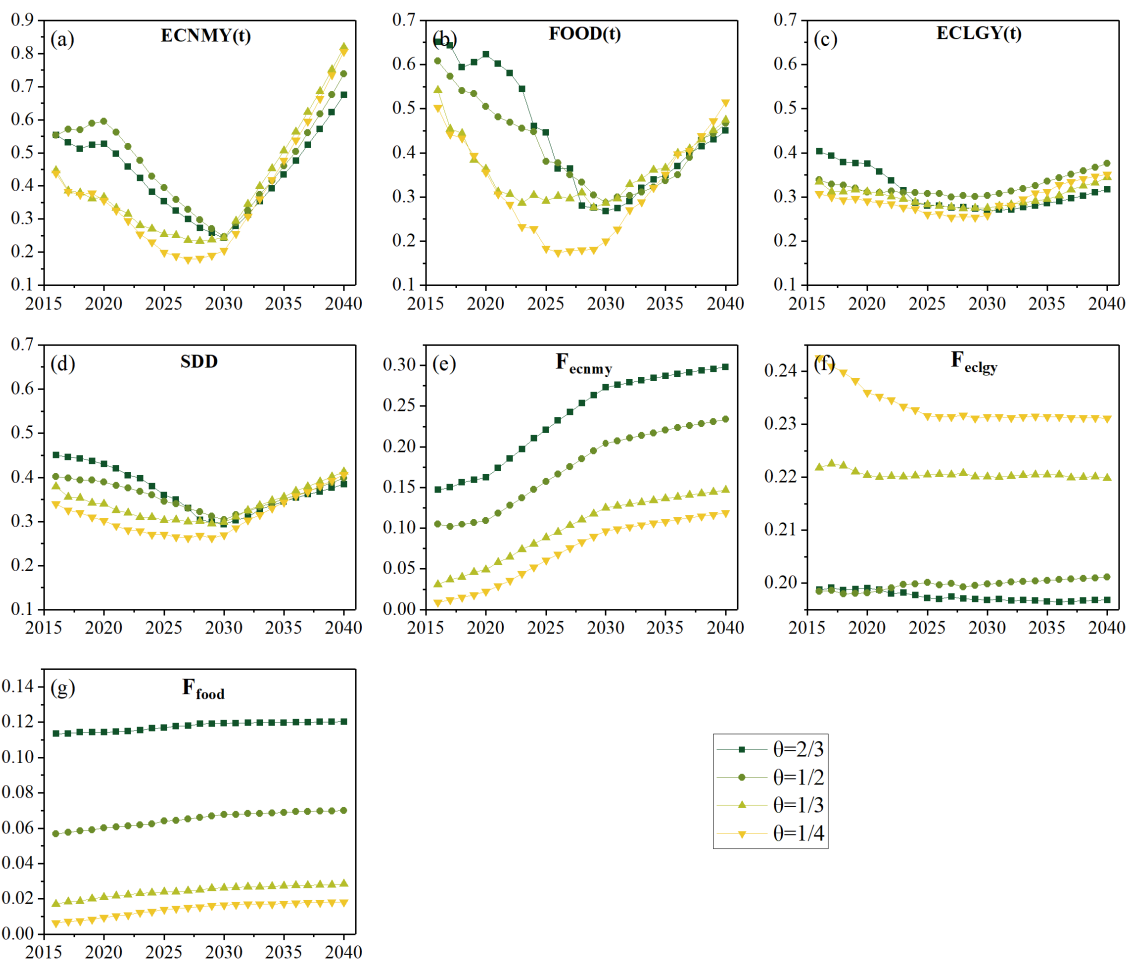 (a) ECNMY(t)
0.9
0.8
0.7
0.6
0.5
0.4
0.3
0.2
0.1
2015 2020 2025 2030 2035 2040
(b) FOOD(t)
0.7
0.6
0.5
0.4
0.3
0.2
0.1
2015 2020 2025 2030 2035 2040
(c) ECLGY(t)
0.7
0.6
0.5
0.4
0.3
0.2
0.1
2015 2020 2025 2030 2035 2040
(d) SDD
0.7
0.6
0.5
0.4
0.3
0.2
0.1
2015 2020 2025 2030 2035 2040
(e) Fecnmy
0.30
0.25
0.20
0.15
0.10
0.05
0.00
2015 2020 2025 2030 2035 2040
(f) Feclgy
0.24
0.23
0.22
0.21
0.20
2015 2020 2025 2030 2035 2040
(g) Ffood
0.14
0.12
0.10
0.08
0.06
0.04
0.02
0.00
2015 2020 2025 2030 2035 2040
θ=2/3
θ=1/2
θ=1/3
θ=1/4